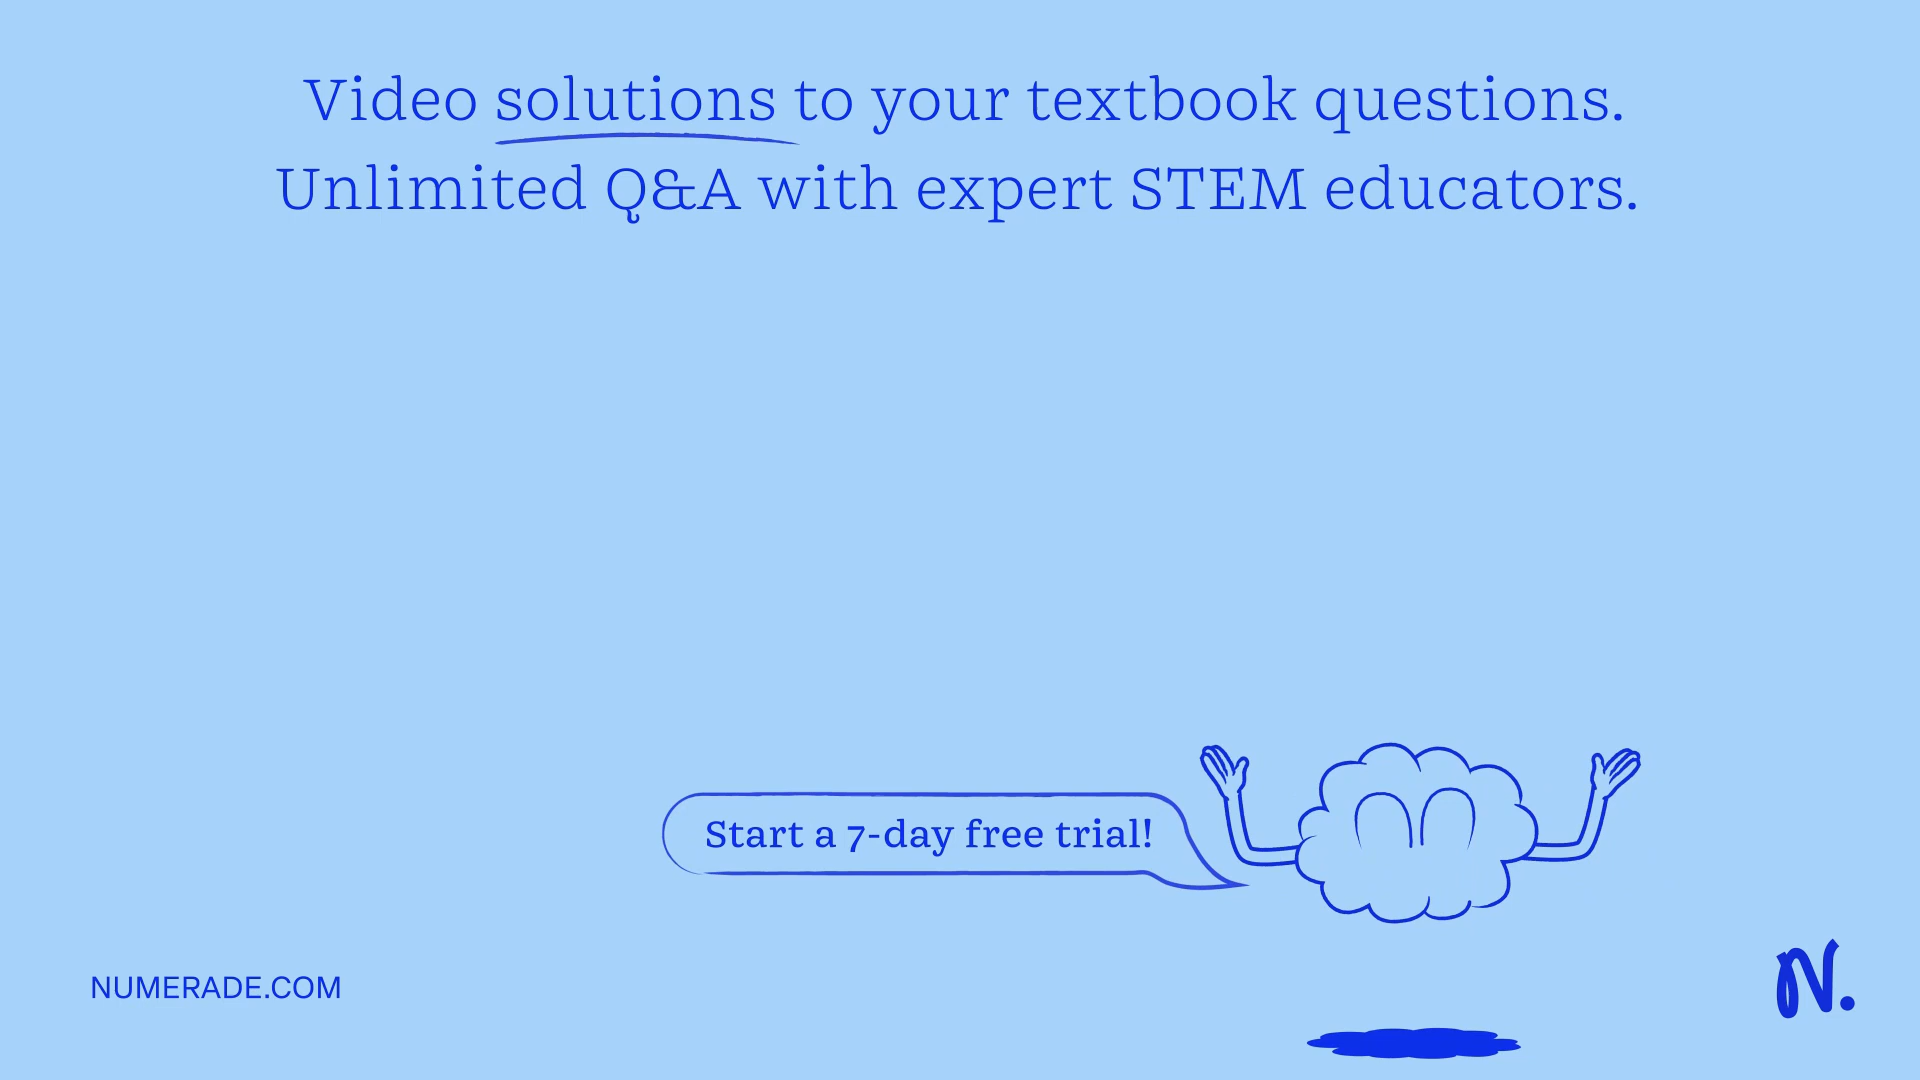 Video solutions to your textbook questions.
Unlimited Q&A with expert STEM educators.
Start a 7-day free trial!
NUMERADE.COM
N.